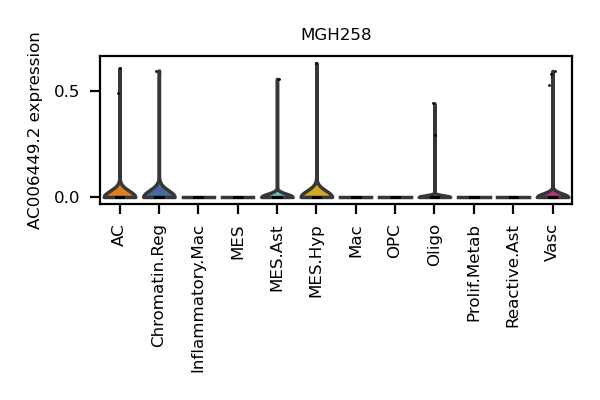 MGH258
AC006449.2 expression
0.5
0.0
AC
Chromatin.Reg
Inflammatory.Mac
MES
MES.Ast
MES.Hyp
Mac
OPC
Oligo
Prolif.Metab
Reactive.Ast
Vasc